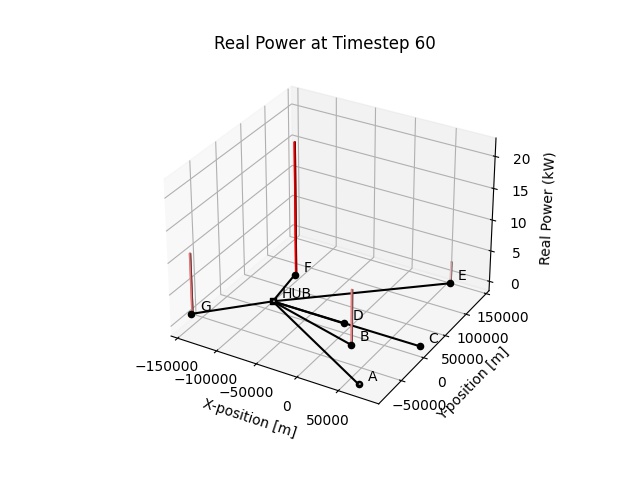 Real Power at Timestep 60
20
15
10
5
0
Real Power (kW)
F
E
HUB
G
D
B
C
A
150000
100000
50000
0
−50000
Y-position [m]
−150000
−100000
−50000
0
50000
X-position [m]